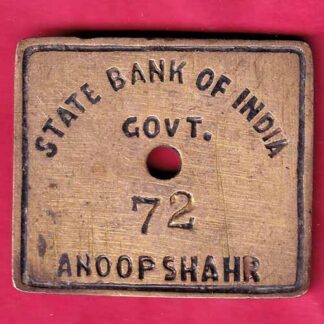 STATE BANK OF INDIA
GOVT.
72
ANOOPSHAHR